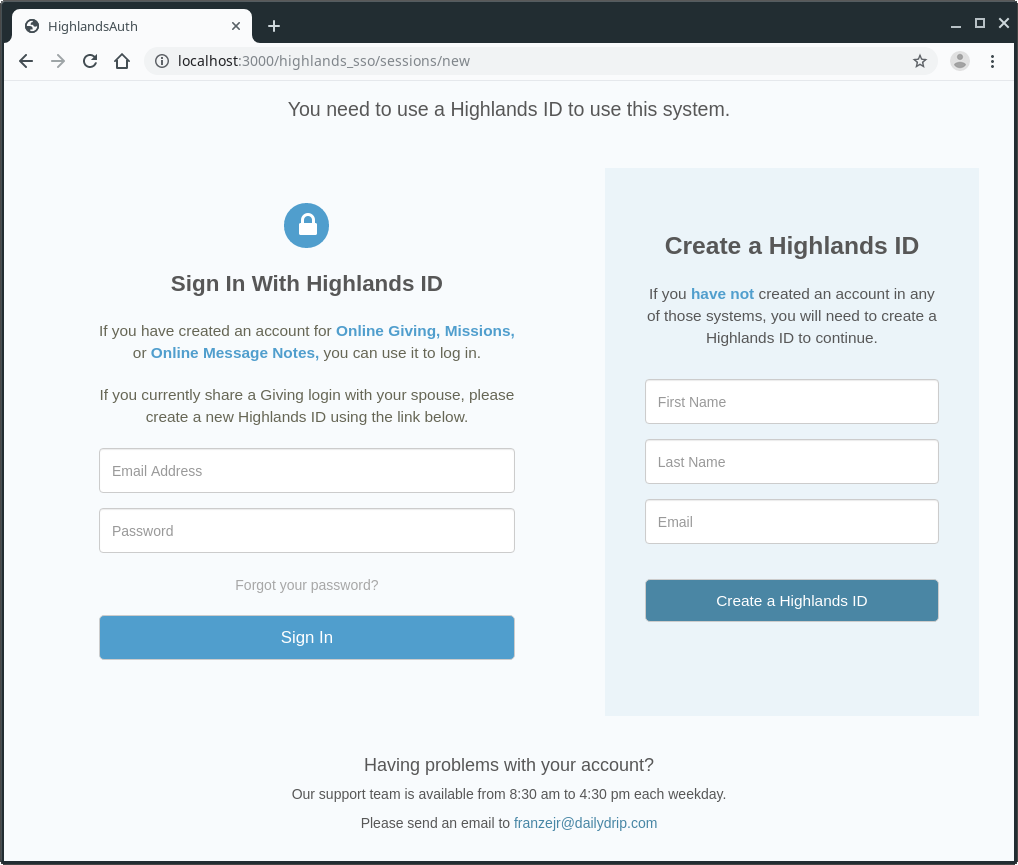 HighlandsAuth
localhost:3000/highlands_sso/sessions/new
You need to use a Highlands ID to use this system.
Sign In With Highlands ID
If you have created an account for Online Giving, Missions,
or Online Message Notes, you can use it to log in.
If you currently share a Giving login with your spouse, please
create a new Highlands ID using the link below.
Email Address
Password
Forgot your password?
Sign In
Create a Highlands ID
If you have not created an account in any
of those systems, you will need to create a
Highlands ID to continue.
First Name
Last Name
Email
Create a Highlands ID
Having problems with your account?
Our support team is available from 8:30 am to 4:30 pm each weekday.
Please send an email to franzejr@dailydrip.com